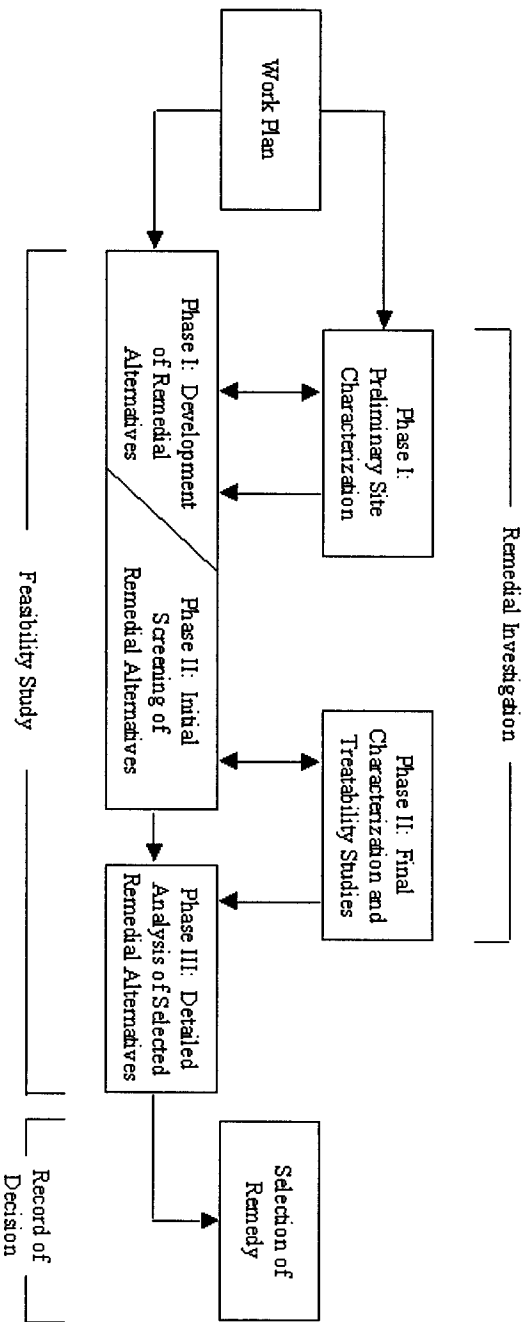 Remedial Investigation
Work Plan
Phase I:
Preliminary Site
Characterization
Phase II: Final
Characterization and
Treatability Studies
Phase I: Development
of Remedial
Alternatives
Phase II: Initial
Screening of
Remedial Alternatives
Phase III: Detailed
Analysis of Selected
Remedial Alternatives
Selection of
Remedy
Feasibility Study
Record of
Decision